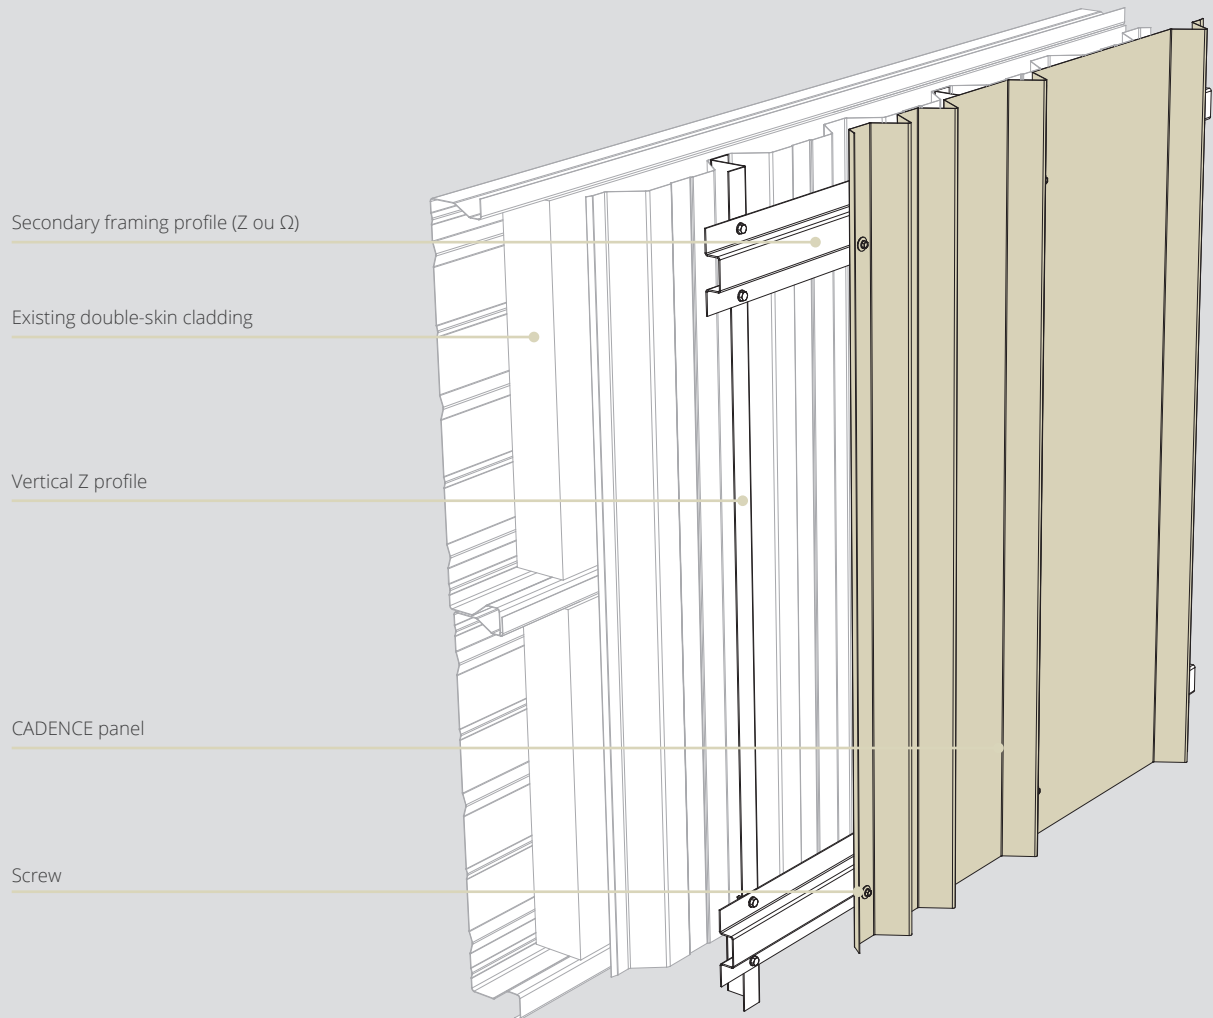 Secondary framing profile (Z ou Ω)
Existing double-skin cladding
Vertical Z profile
CADENCE panel
Screw